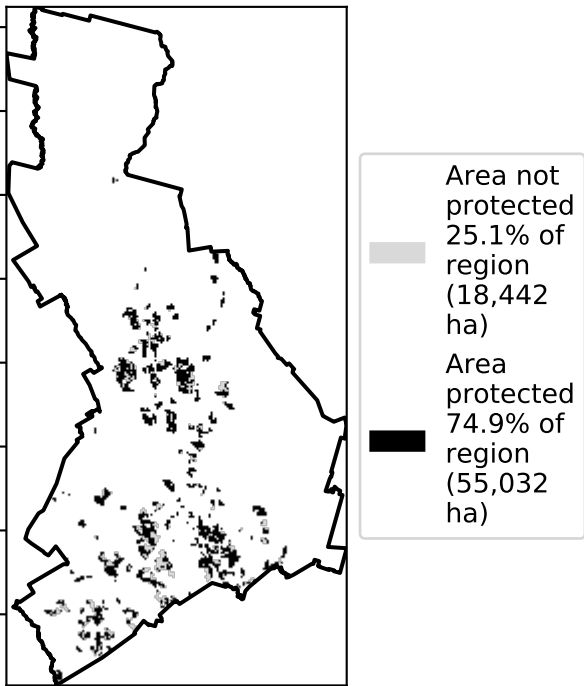 Area not
protected
25.1% of
region
(18,442
ha)
Area
protected
74.9% of
region
(55,032
ha)